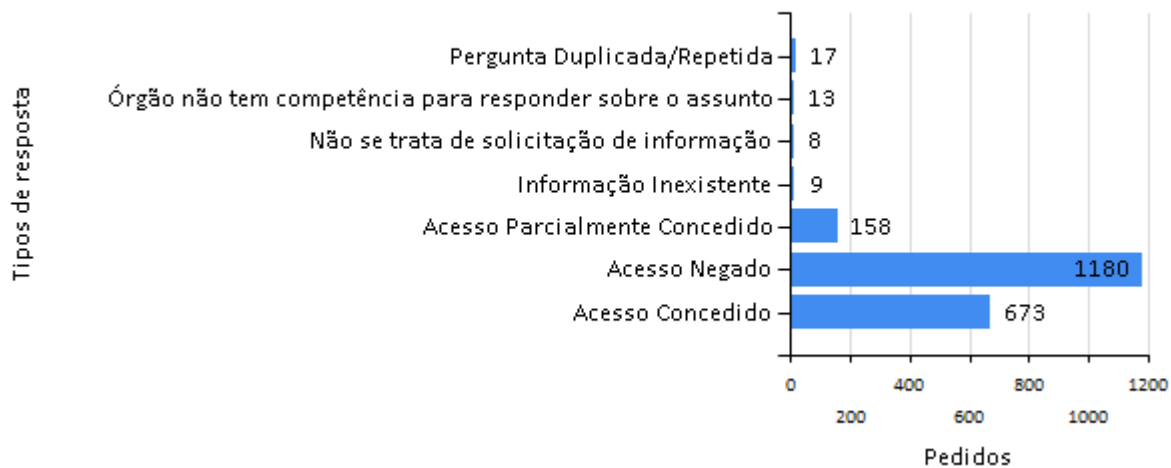 Tipos de resposta
Pergunta Duplicada/Repetida 17
Órgão não tem competência para responder sobre o assunto 13
Não se trata de solicitação de informação 8
Informação Inexistente 9
Acesso Parcialmente Concedido 158
Acesso Negado 1180
Acesso Concedido 673
0 400 800 1200
200 600 1000
Pedidos